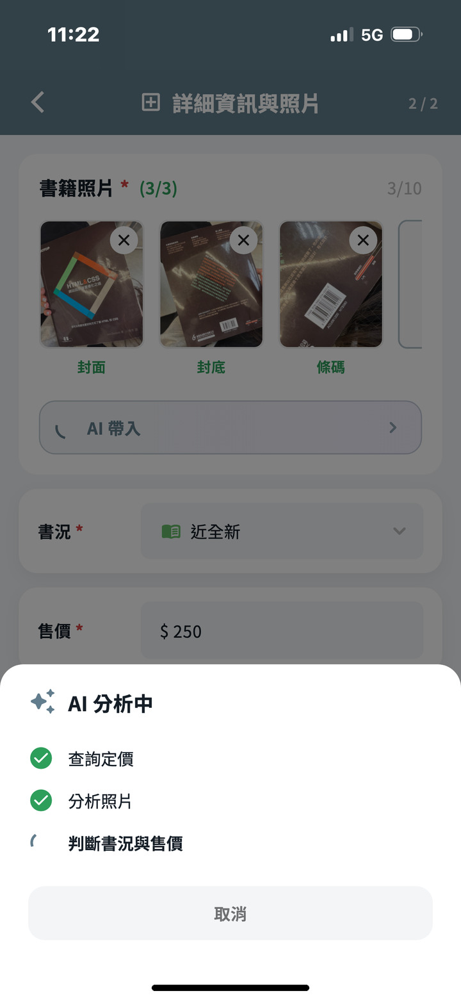 11:22
5G
詳細資訊與照片
2 / 2
書籍照片 * (3/3)
3/10
HTML&CSS
封面
封底
條碼
AI 帶入
書況 *
近全新
售價 *
$ 250
AI 分析中
查詢定價
分析照片
判斷書況與售價
取消